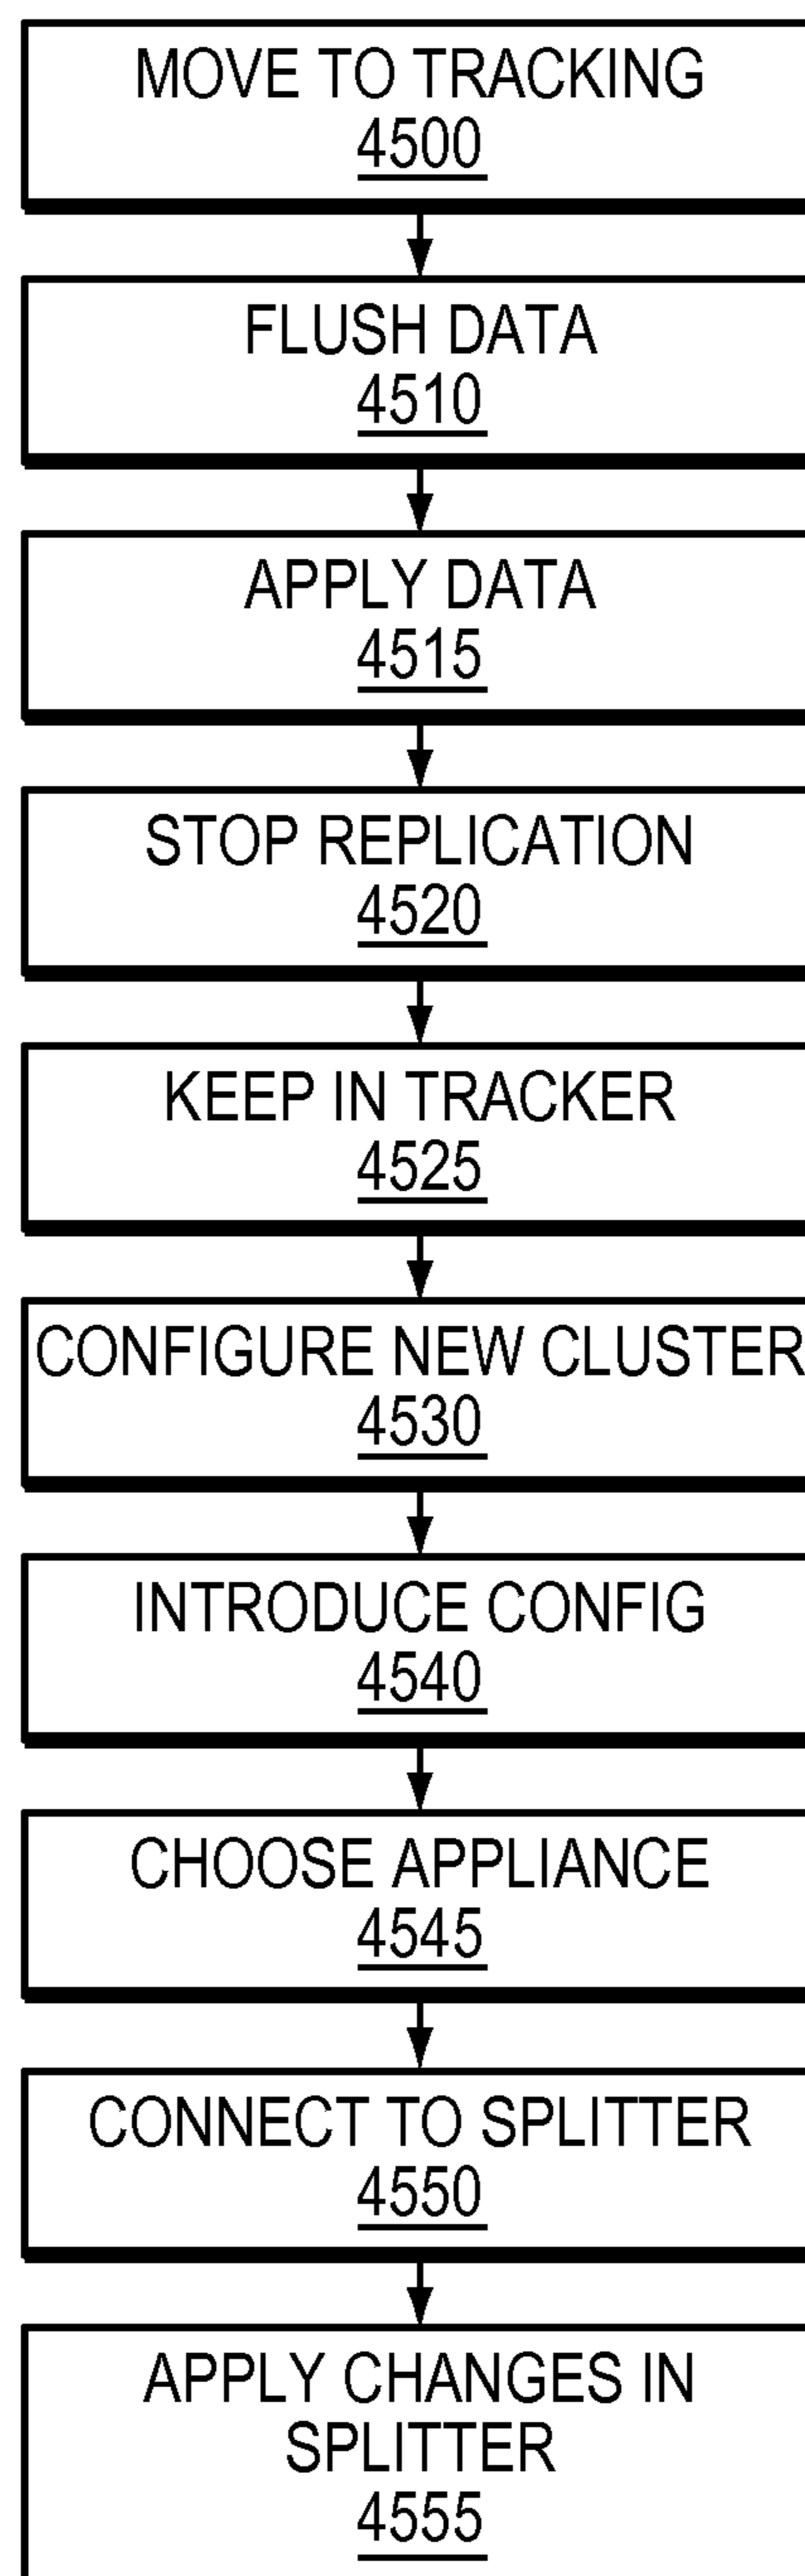 MOVE TO TRACKING
4500
FLUSH DATA
4510
APPLY DATA
4515
STOP REPLICATION
4520
KEEP IN TRACKER
4525
CONFIGURE NEW CLUSTER
4530
INTRODUCE CONFIG
4540
CHOOSE APPLIANCE
4545
CONNECT TO SPLITTER
4550
APPLY CHANGES IN
SPLITTER
4555